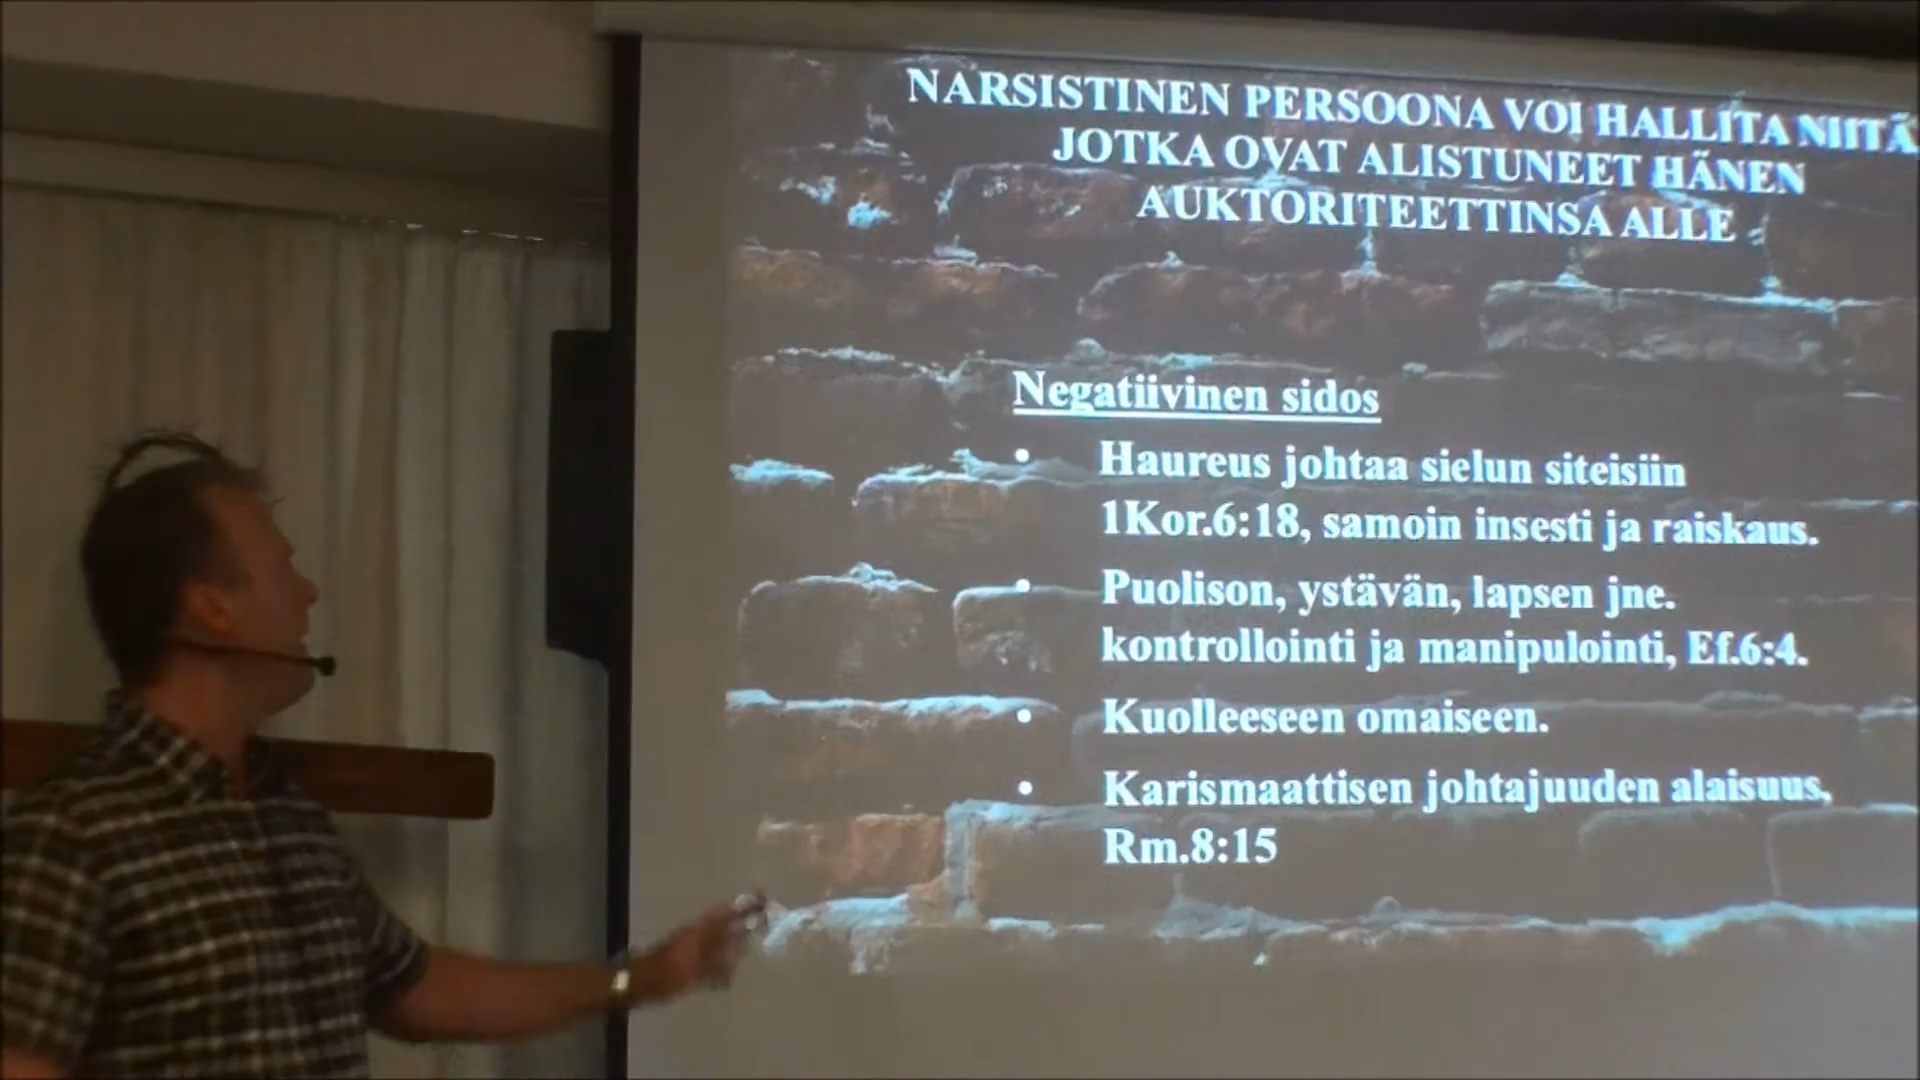 NARSISTINEN PERSOONA VOI HALLITA NIITÄ
JOTKA OVAT ALISTUNEET HÄNEN
AUKTORITEETTINSA ALLE
Negatiivinen sidos
• Haureus johtaa sielun siteisiin
1Kor.6:18, samoin insesti ja raiskaus.
• Puolison, ystävän, lapsen jne.
kontrollointi ja manipulointi, Ef.6:4.
• Kuolleeseen omaiseen.
• Karismaattisen johtajuuden alaisuus,
Rm.8:15